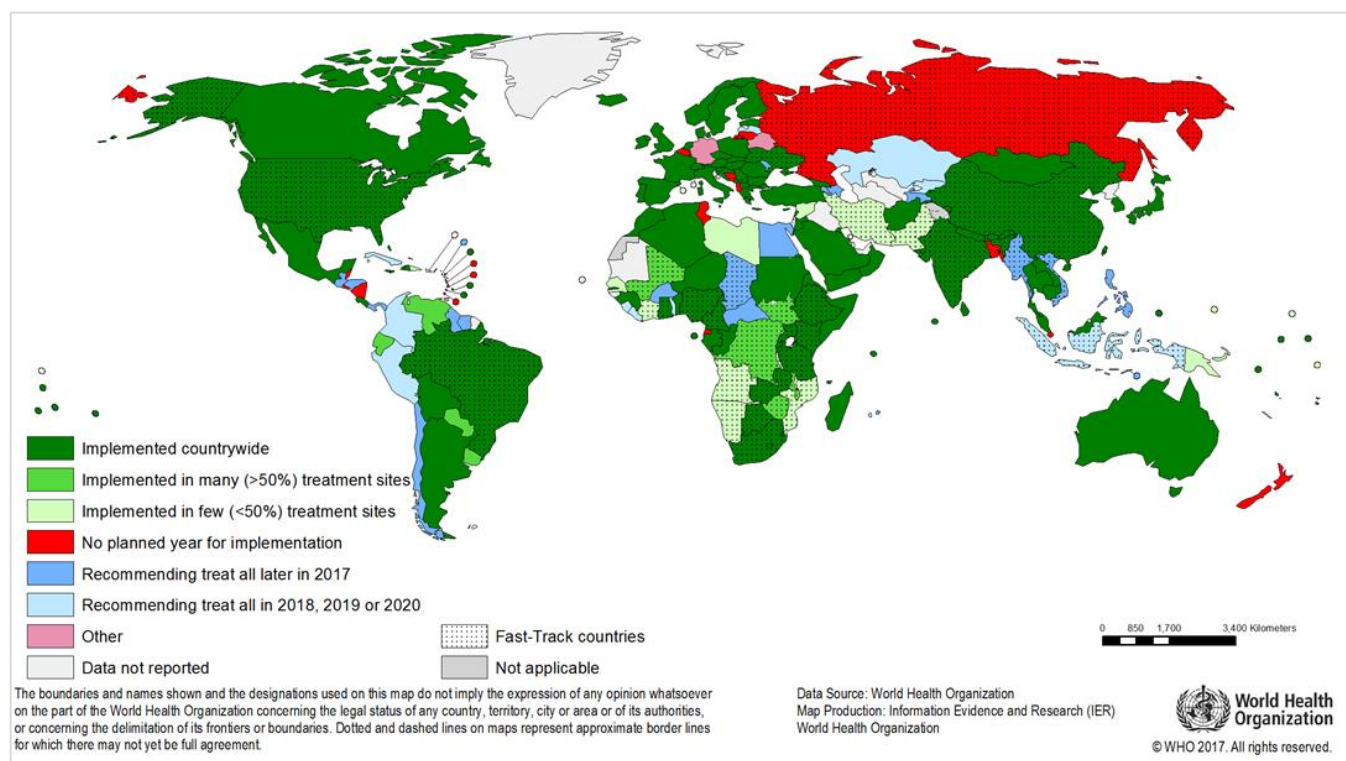 Implemented countrywide
Implemented in many (>50%) treatment sites
Implemented in few (<50%) treatment sites
No planned year for implementation
Recommending treat all later in 2017
Recommending treat all in 2018, 2019 or 2020
Other
Data not reported
Fast-Track countries
Not applicable
0 850 1,700 3,400 Kilometers
The boundaries and names shown and the designations used on this map do not imply the expression of any opinion whatsoever
on the part of the World Health Organization concerning the legal status of any country, territory, city or area or of its authorities,
or concerning the delimitation of its frontiers or boundaries. Dotted and dashed lines on maps represent approximate border lines
for which there may not yet be full agreement.
Data Source: World Health Organization
Map Production: Information Evidence and Research (IER)
World Health Organization
World Health
Organization
© WHO 2017. All rights reserved.